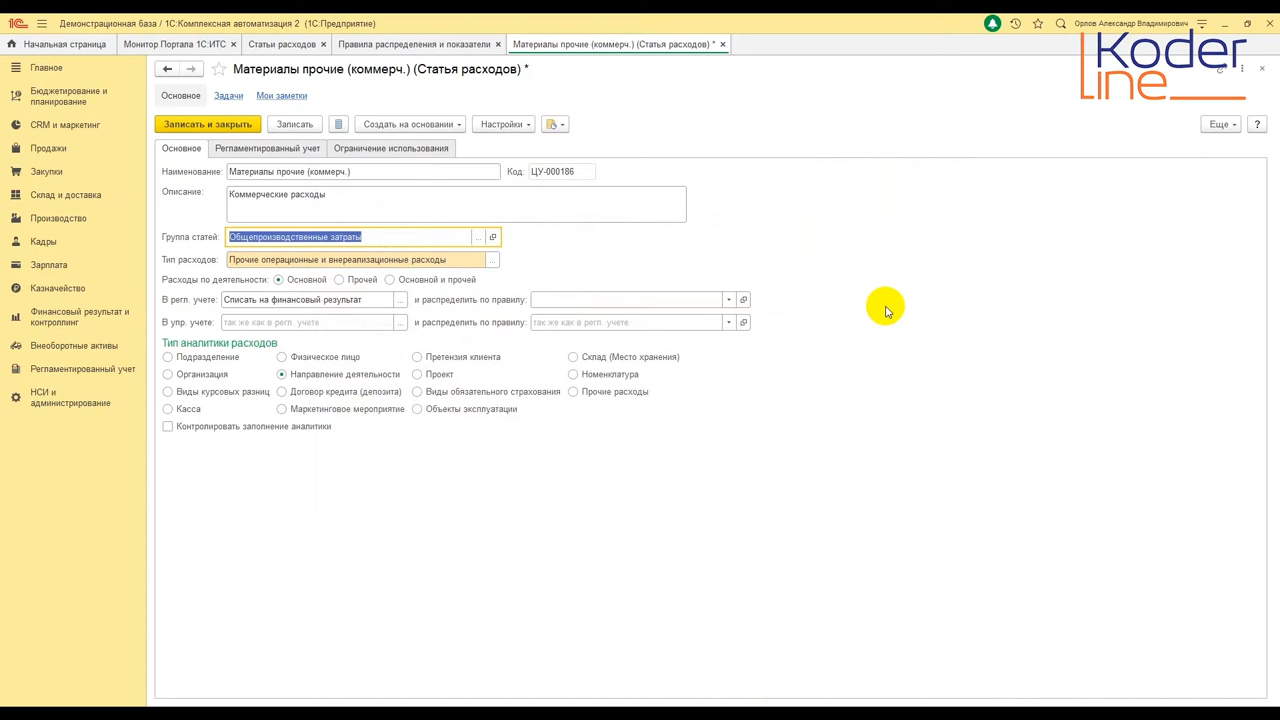 Демонстрационная база / 1С:Комплексная автоматизация 2 (1С:Предприятие)
Орлов Александр Владимирович
Начальная страница
Монитор Портала 1С:ИТС ×
Статьи расходов ×
Правила распределения и показатели ×
Материалы прочие (коммерч.) (Статья расходов) * ×
Koder
line
Главное
Бюджетирование и
планирование
CRM и маркетинг
Продажи
Закупки
Склад и доставка
Производство
Кадры
Зарплата
Казначейство
Финансовый результат и
контроллинг
Внеоборотные активы
Регламентированный учет
НСИ и
администрирование
Материалы прочие (коммерч.) (Статья расходов) *
Основное Задачи Мои заметки
Записать и закрыть Записать Создать на основании Настройки Еще ?
Основное Регламентированный учет Ограничение использования
Наименование: Материалы прочие (коммерч.) Код: ЦУ-000186
Описание: Коммерческие расходы
Группа статей: Общепроизводственные затраты ...
Тип расходов: Прочие операционные и внереализационные расходы ...
Расходы по деятельности: Основной Прочей Основной и прочей
В регл. учете: Списать на финансовый результат ... и распределить по правилу:
В упр. учете: так же как в регл. учете ... и распределить по правилу: так же как в регл. учете
Тип аналитики расходов
Подразделение Физическое лицо Претензия клиента Склад (Место хранения)
Организация Направление деятельности Проект Номенклатура
Виды курсовых разниц Договор кредита (депозита) Виды обязательного страхования Прочие расходы
Касса Маркетинговое мероприятие Объекты эксплуатации
Контролировать заполнение аналитики